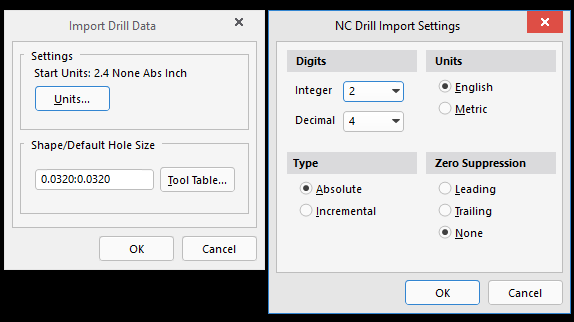 Import Drill Data
Settings
Start Units: 2.4 None Abs Inch
Units...
Shape/Default Hole Size
0.0320:0.0320
Tool Table...
OK
Cancel
NC Drill Import Settings
Digits
Integer
2
Decimal
4
Units
English
Metric
Type
Absolute
Incremental
Zero Suppression
Leading
Trailing
None
OK
Cancel